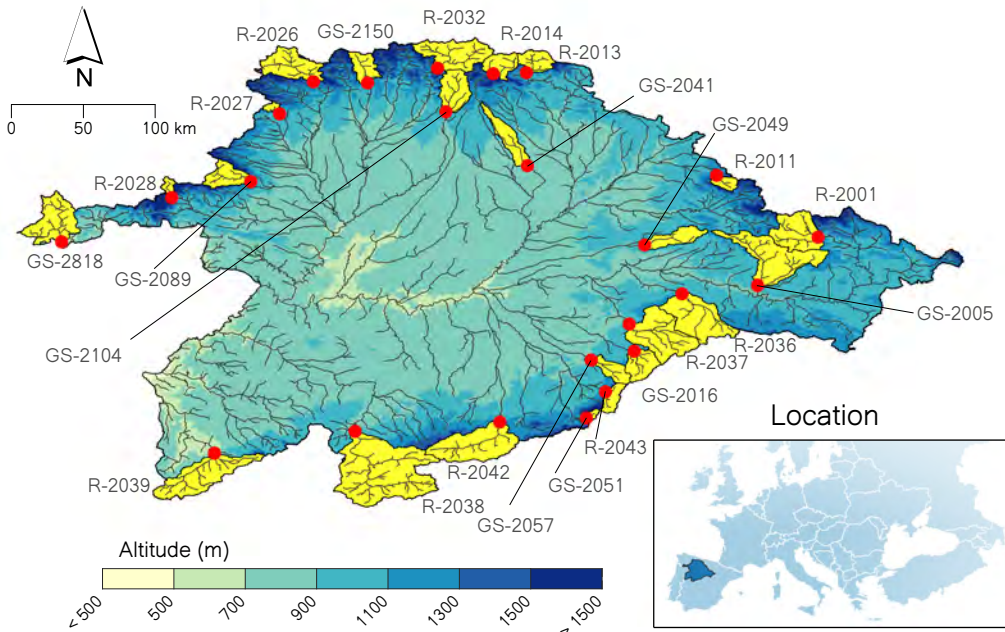 R-2032
GS-2150
R-2014
R-2026
R-2013
GS-2041
N
R-2027
0 50 100 km
GS-2049
R-2011
R-2028
R-2001
GS-2818
GS-2089
GS-2005
GS-2104
R-2036
R-2037
GS-2016
Location
R-2043
R-2042
R-2039
GS-2051
R-2038
GS-2057
Altitude (m)
< 500 500 700 900 1100 1300 1500 > 1500